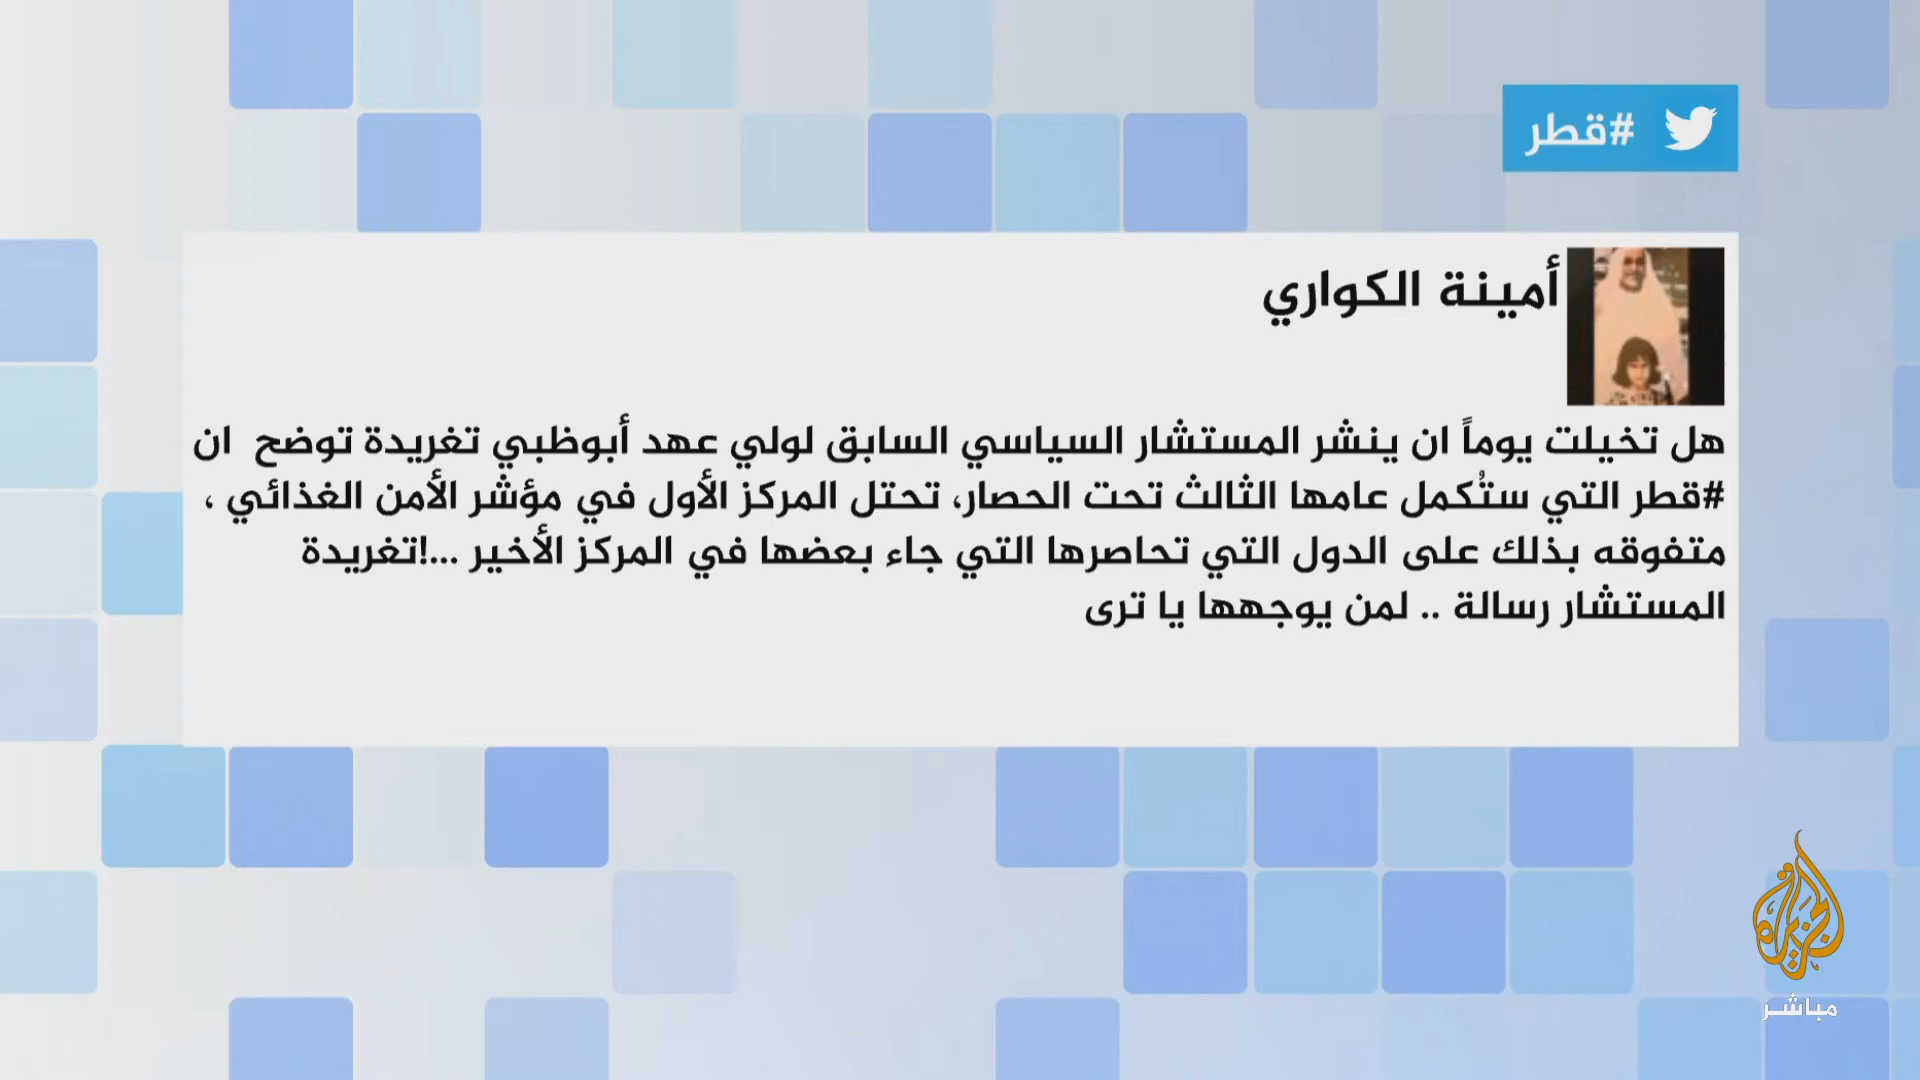 #قطر
أمينة الكواري
هل تخيلت يوماً ان ينشر المستشار السياسي السابق لولي عهد أبوظبي تغريدة توضح ان
#قطر التي ستُكمل عامها الثالث تحت الحصار، تحتل المركز الأول في مؤشر الأمن الغذائي ،
متفوقه بذلك على الدول التي تحاصرها التي جاء بعضها في المركز الأخير ...!تغريدة
المستشار رسالة .. لمن يوجهها يا ترى
الجزيرة
مباشر